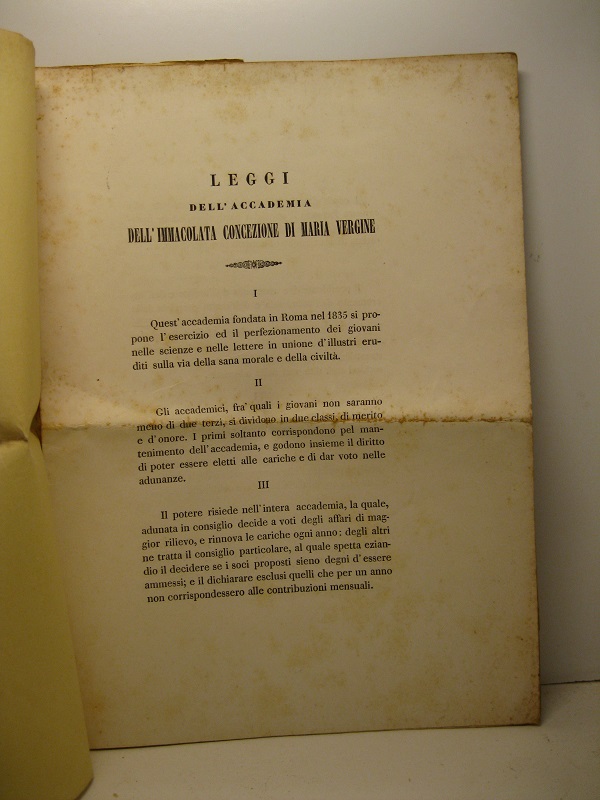 LEGGI
DELL'ACCADEMIA
DELL'IMMACOLATA CONCEZIONE DI MARIA VERGINE
I
Quest'accademia fondata in Roma nel 1835 si pro-
pone l'esercizio ed il perfezionamento dei giovani
nelle scienze e nelle lettere in unione d'illustri eru-
diti sulla via della sana morale e della civiltà.
II
Gli accademici, fra' quali i giovani non saranno
meno di due terzi, si dividono in due classi, di merito
e d'onore. I primi soltanto corrispondono pel man-
tenimento dell'accademia, e godono insieme il diritto
di poter essere eletti alle cariche e di dar voto nelle
adunanze.
III
Il potere risiede nell'intera accademia, la quale,
adunata in consiglio decide a voti degli affari di mag-
gior rilievo, e rinnova le cariche ogni anno: degli altri
ne tratta il consiglio particolare, al quale spetta ezian-
dio il decidere se i soci proposti sieno degni d'essere
ammessi; e il dichiarare esclusi quelli che per un anno
non corrispondessero alle contribuzioni mensuali.